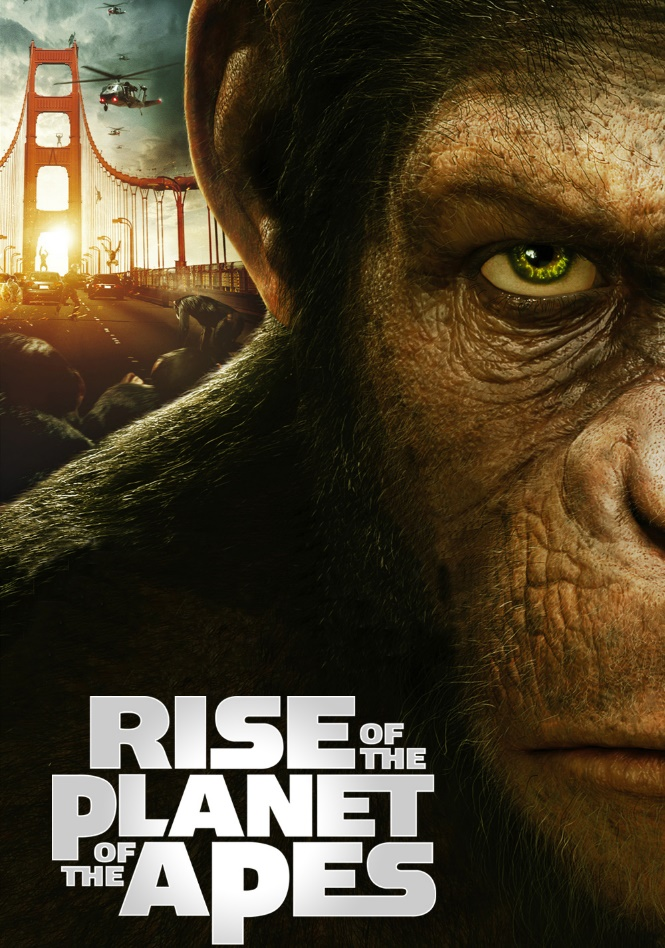 RISE OF THE
PLANET
OF THE APES